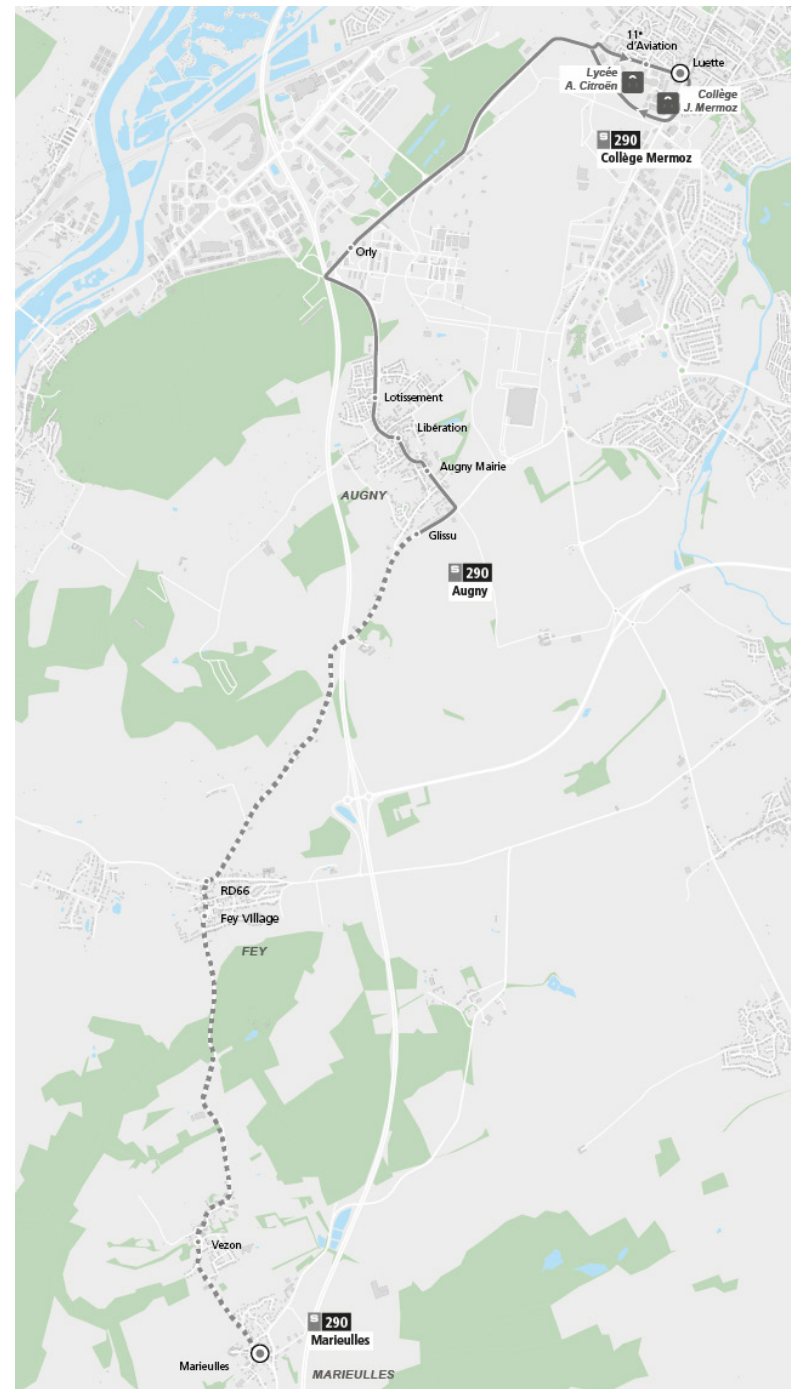 11e
d'Aviation
Luette
Lycée
A. Citroën
Collège
J. Mermoz
S 290
Collège Mermoz
Orly
Lotissement
Libération
Augny Mairie
AUGNY
Glissu
S 290
Augny
RD66
Fey VIllage
FEY
Vezon
S 290
Marieulles
Marieulles
MARIEULLES